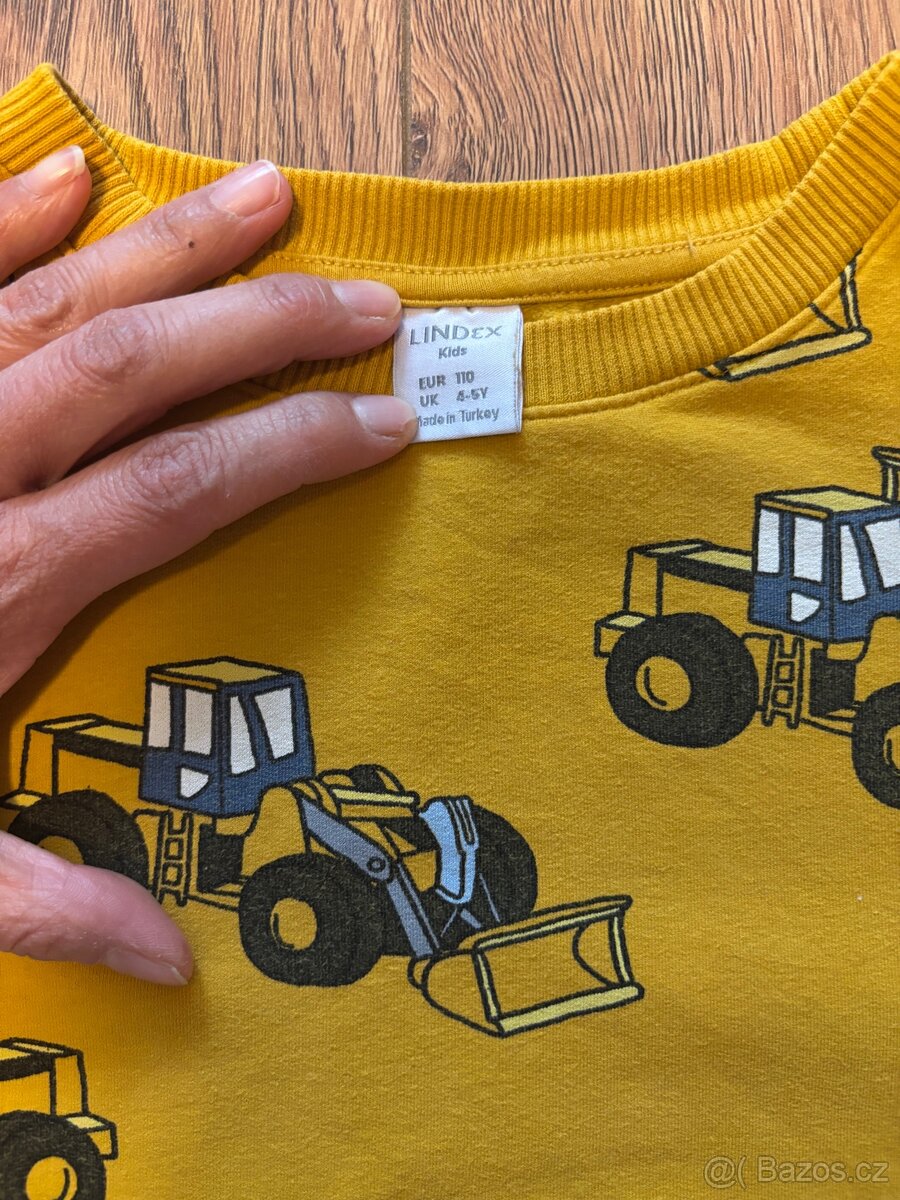 LINDEX
Kids
EUR 110
UK 4-5Y
Made in Turkey
@( Bazos.cz